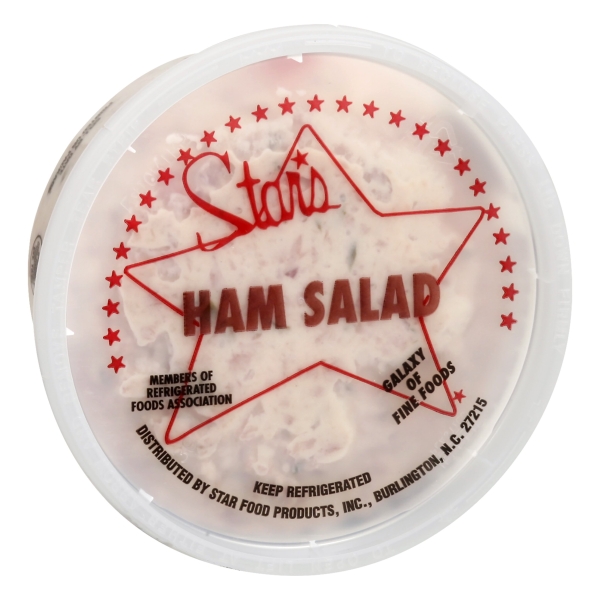 Stars
HAM SALAD
MEMBERS OF
REFRIGERATED
FOODS ASSOCIATION
GALAXY
OF
FINE FOODS
KEEP REFRIGERATED
DISTRIBUTED BY STAR FOOD PRODUCTS, INC., BURLINGTON, N.C. 27215